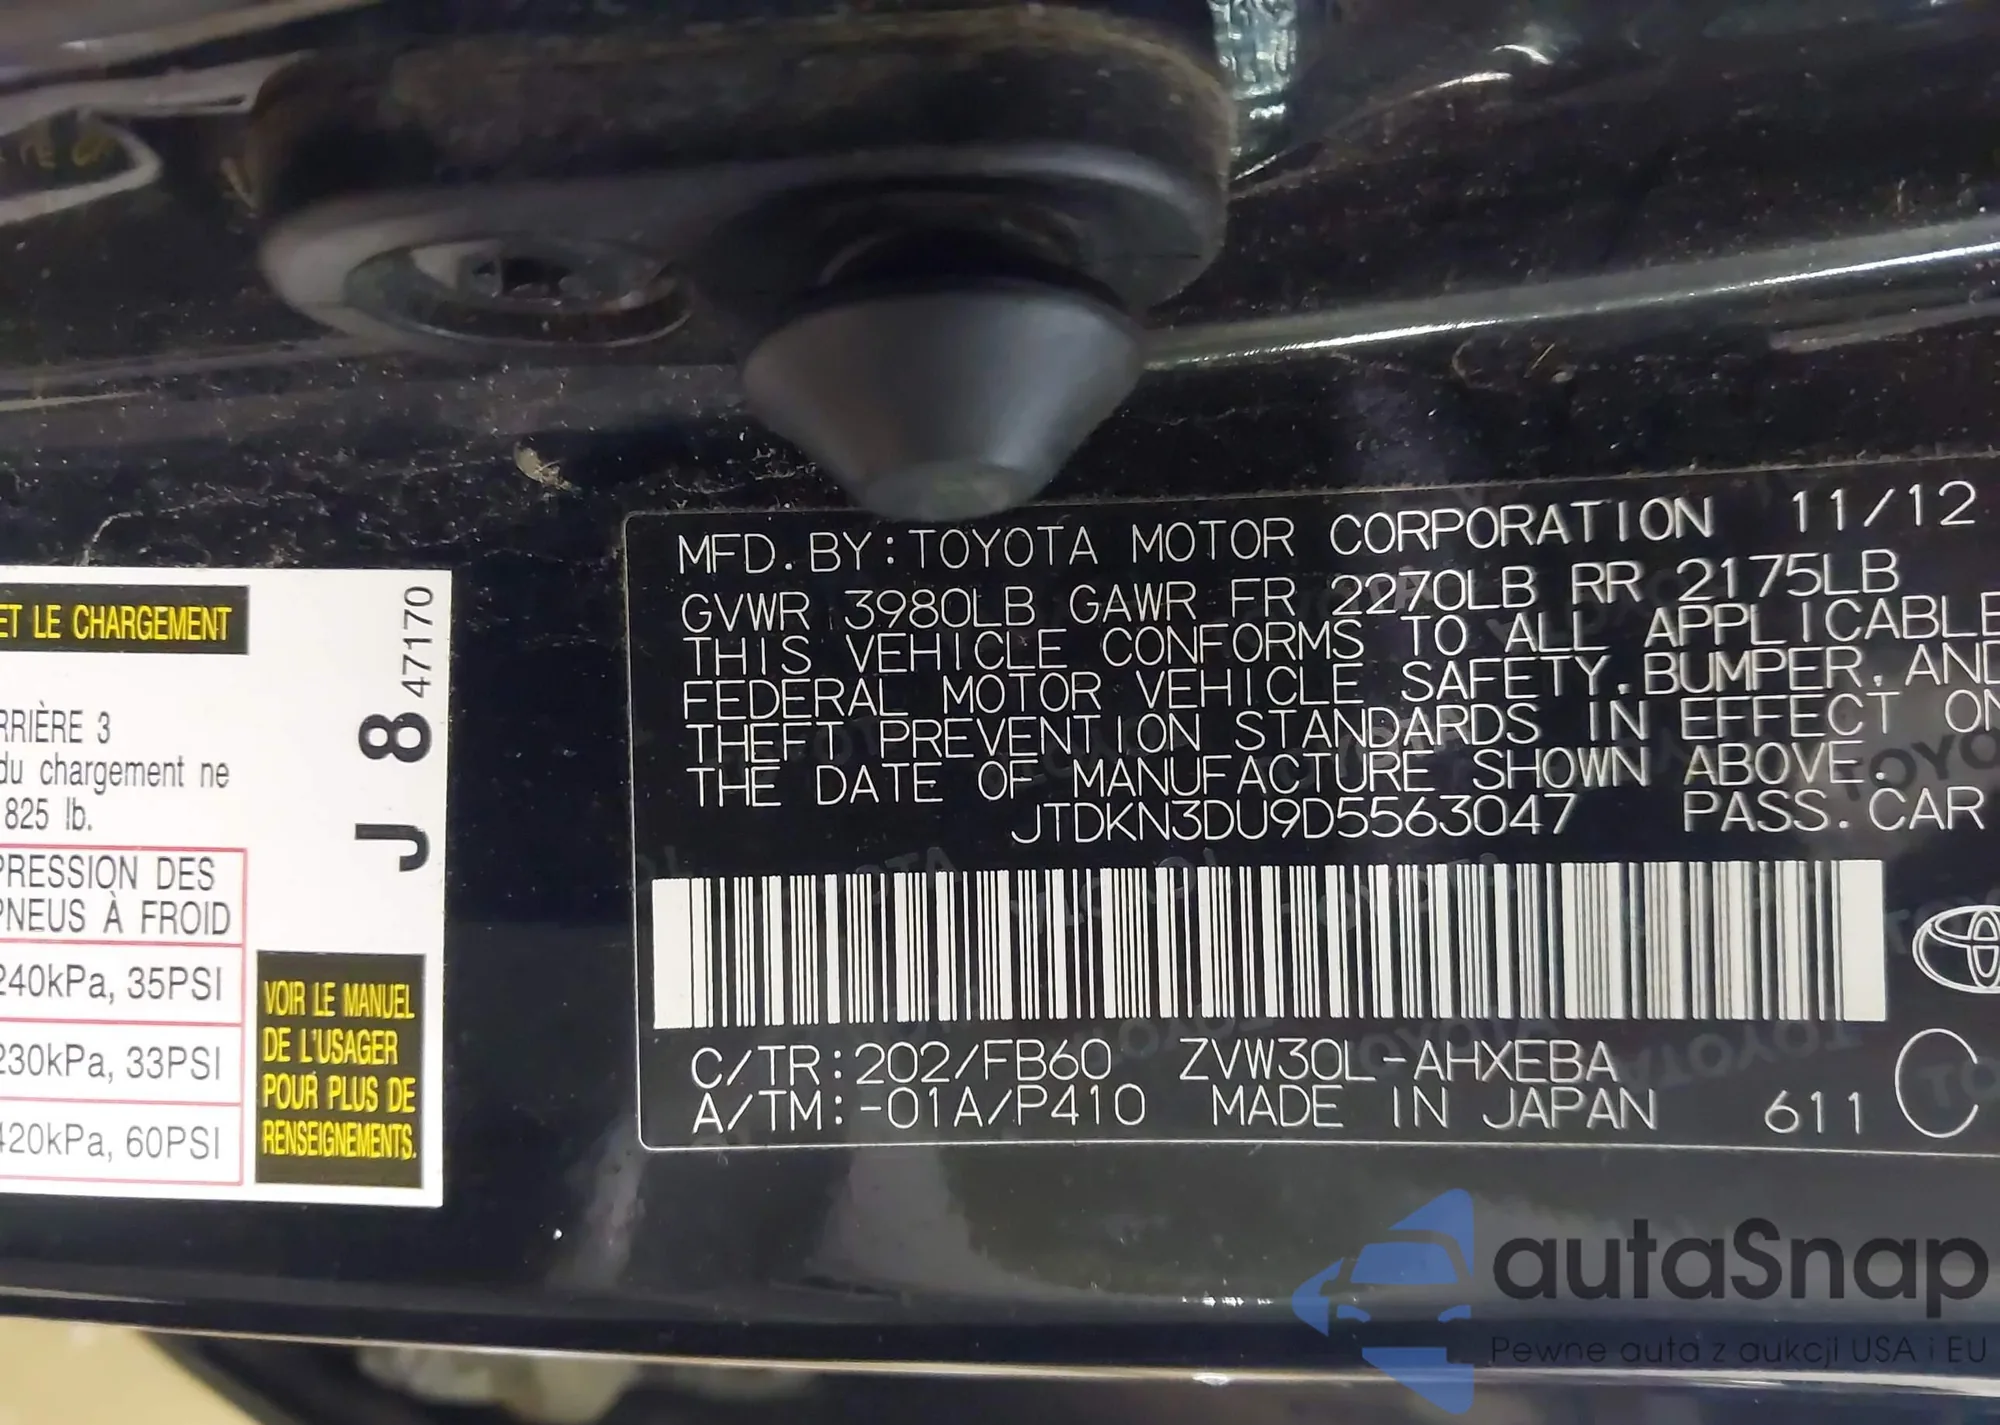 ET LE CHARGEMENT
RRIÈRE 3
du chargement ne
825 lb.
PRESSION DES
PNEUS À FROID
240kPa, 35PSI
230kPa, 33PSI
420kPa, 60PSI
J 8 47170
VOIR LE MANUEL
DE L'USAGER
POUR PLUS DE
RENSEIGNEMENTS.
MFD. BY:TOYOTA MOTOR CORPORATION 11/12
GVWR 3980LB GAWR FR 2270LB RR 2175LB
THIS VEHICLE CONFORMS TO ALL APPLICABLE
FEDERAL MOTOR VEHICLE SAFETY,BUMPER, AND
THEFT PREVENTION STANDARDS IN EFFECT ON
THE DATE OF MANUFACTURE SHOWN ABOVE.
JTDKN3DU9D5563047 PASS. CAR
C/TR:202/FB60 ZVW30L-AHXEBA
A/TM:-01A/P410 MADE IN JAPAN 611
autaSnap
Pewne auta z aukcji USA i EU